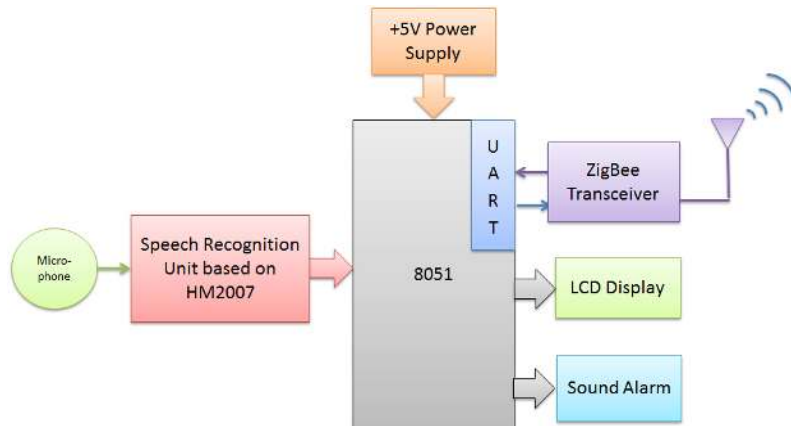 +5V Power
Supply
U
A
R
T
ZigBee
Transceiver
Micro-
phone
Speech Recognition
Unit based on
HM2007
8051
LCD Display
Sound Alarm